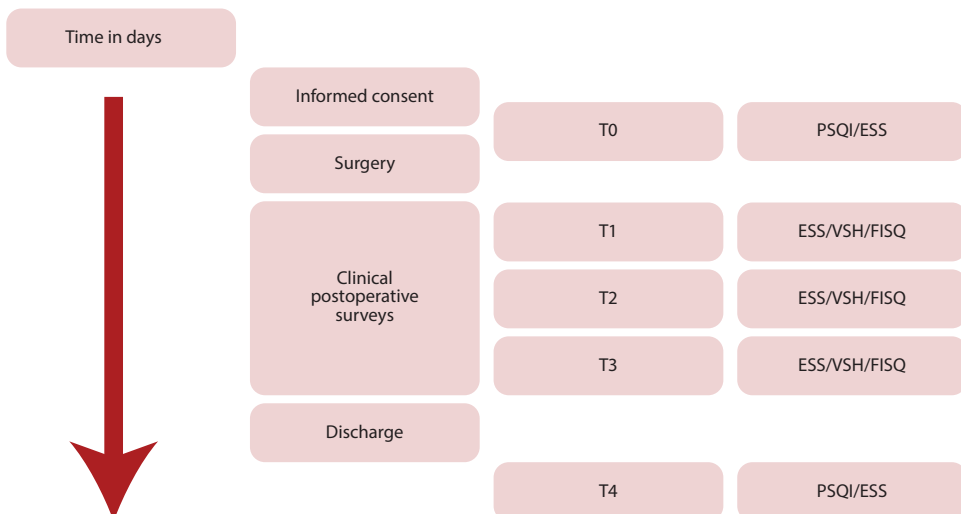 Time in days
Informed consent
T0
PSQI/ESS
Surgery
T1
ESS/VSH/FISQ
Clinical
postoperative
surveys
T2
ESS/VSH/FISQ
T3
ESS/VSH/FISQ
Discharge
T4
PSQI/ESS